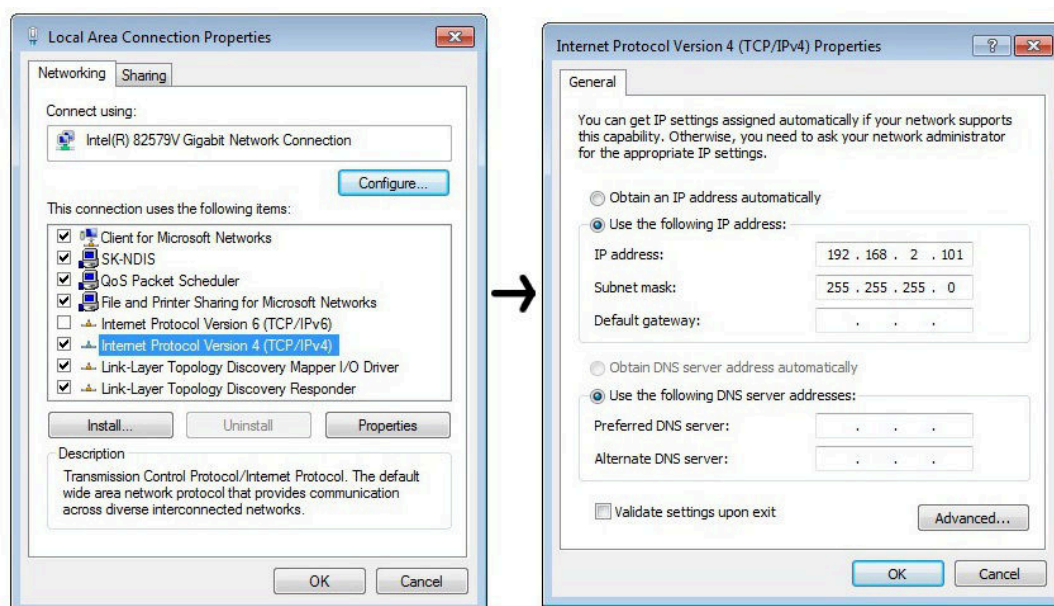 Local Area Connection Properties
Networking
Sharing
Connect using:
Intel(R) 82579V Gigabit Network Connection
Configure...
This connection uses the following items:
Client for Microsoft Networks
SK-NDIS
QoS Packet Scheduler
File and Printer Sharing for Microsoft Networks
Internet Protocol Version 6 (TCP/IPv6)
Internet Protocol Version 4 (TCP/IPv4)
Link-Layer Topology Discovery Mapper I/O Driver
Link-Layer Topology Discovery Responder
Install...
Uninstall
Properties
Description
Transmission Control Protocol/Internet Protocol. The default
wide area network protocol that provides communication
across diverse interconnected networks.
OK
Cancel
Internet Protocol Version 4 (TCP/IPv4) Properties
General
You can get IP settings assigned automatically if your network supports
this capability. Otherwise, you need to ask your network administrator
for the appropriate IP settings.
Obtain an IP address automatically
Use the following IP address:
IP address: 192 . 168 . 2 . 101
Subnet mask: 255 . 255 . 255 . 0
Default gateway: . . .
Obtain DNS server address automatically
Use the following DNS server addresses:
Preferred DNS server: . . .
Alternate DNS server: . . .
Validate settings upon exit
Advanced...
OK
Cancel